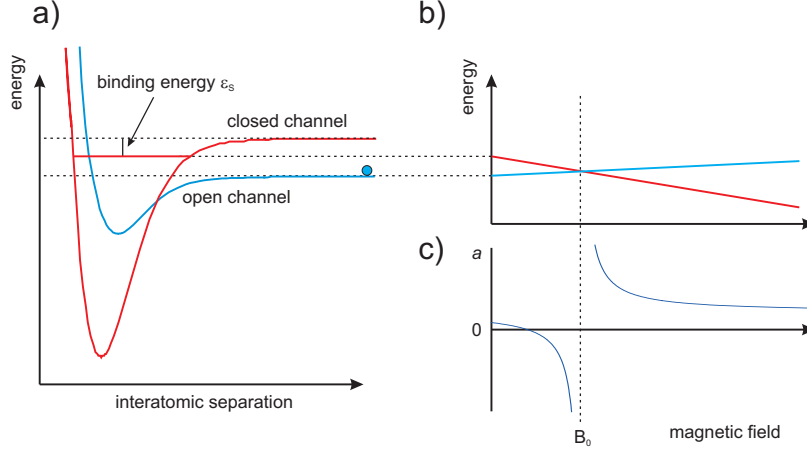 a)
energy
binding energy εs
closed channel
open channel
interatomic separation
b)
energy
c)
a
0
B0
magnetic field